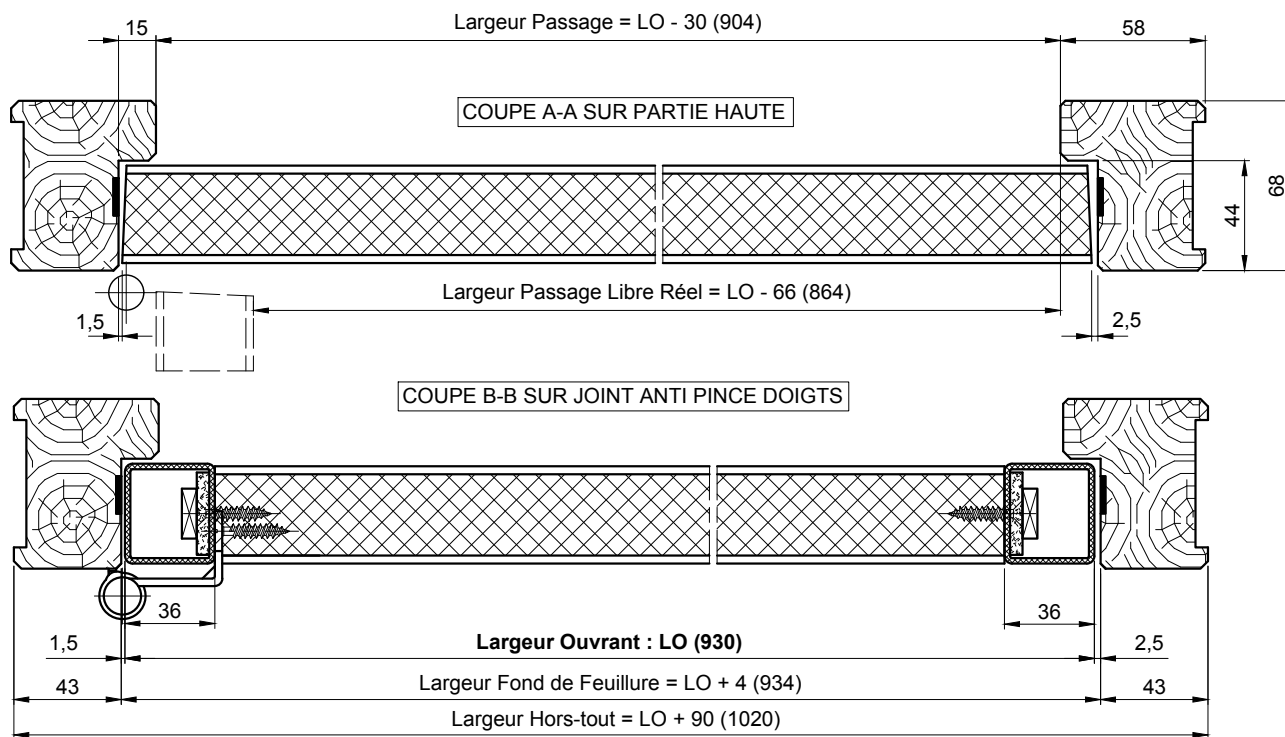 Largeur Passage = LO - 30 (904)
15
58
COUPE A-A SUR PARTIE HAUTE
44
68
Largeur Passage Libre Réel = LO - 66 (864)
1,5
2,5
COUPE B-B SUR JOINT ANTI PINCE DOIGTS
36
36
1,5
Largeur Ouvrant : LO (930)
2,5
43
Largeur Fond de Feuillure = LO + 4 (934)
43
Largeur Hors-tout = LO + 90 (1020)